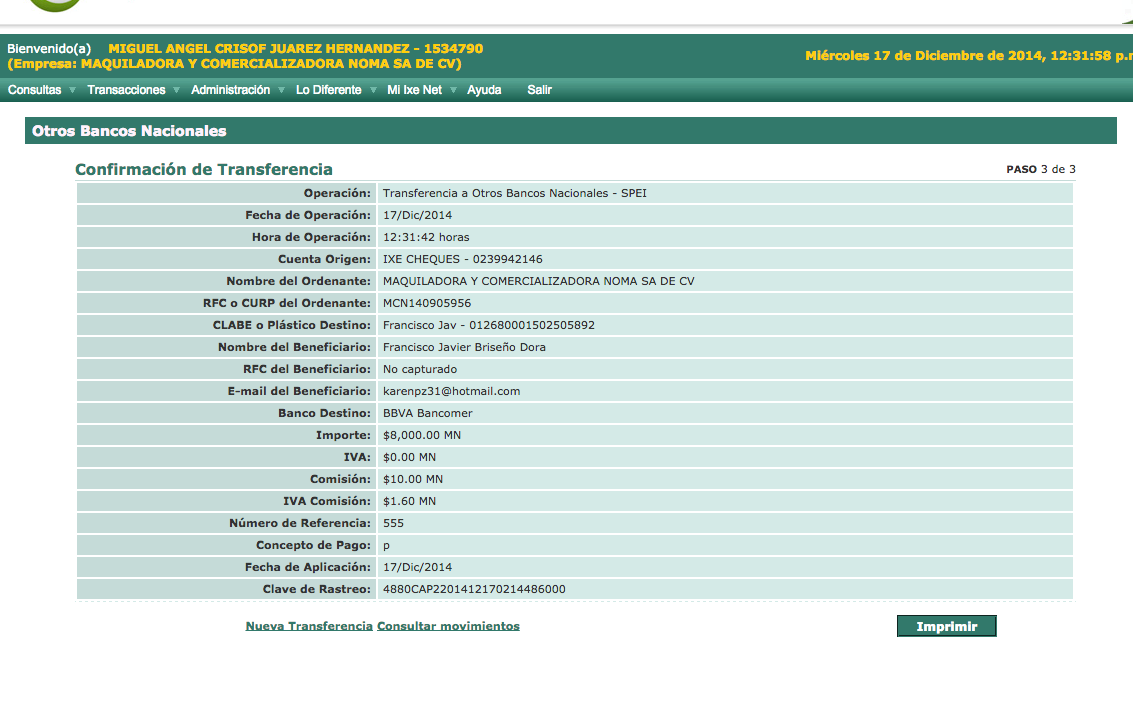 Bienvenido(a) MIGUEL ANGEL CRISOF JUAREZ HERNANDEZ - 1534790
(Empresa: MAQUILADORA Y COMERCIALIZADORA NOMA SA DE CV)
Miércoles 17 de Diciembre de 2014, 12:31:58 p.
Consultas Transacciones Administración Lo Diferente Mi Ixe Net Ayuda Salir
Otros Bancos Nacionales
Confirmación de Transferencia PASO 3 de 3
Operación: Transferencia a Otros Bancos Nacionales - SPEI
Fecha de Operación: 17/Dic/2014
Hora de Operación: 12:31:42 horas
Cuenta Origen: IXE CHEQUES - 0239942146
Nombre del Ordenante: MAQUILADORA Y COMERCIALIZADORA NOMA SA DE CV
RFC o CURP del Ordenante: MCN140905956
CLABE o Plástico Destino: Francisco Jav - 012680001502505892
Nombre del Beneficiario: Francisco Javier Briseño Dora
RFC del Beneficiario: No capturado
E-mail del Beneficiario: karenpz31@hotmail.com
Banco Destino: BBVA Bancomer
Importe: $8,000.00 MN
IVA: $0.00 MN
Comisión: $10.00 MN
IVA Comisión: $1.60 MN
Número de Referencia: 555
Concepto de Pago: p
Fecha de Aplicación: 17/Dic/2014
Clave de Rastreo: 4880CAP2201412170214486000
Nueva Transferencia Consultar movimientos Imprimir